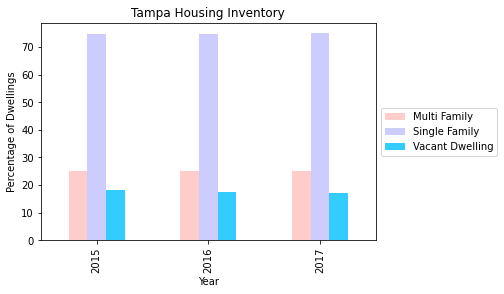 Tampa Housing Inventory
Percentage of Dwellings
70
60
50
40
30
20
10
0
2015
2016
2017
Year
Multi Family
Single Family
Vacant Dwelling